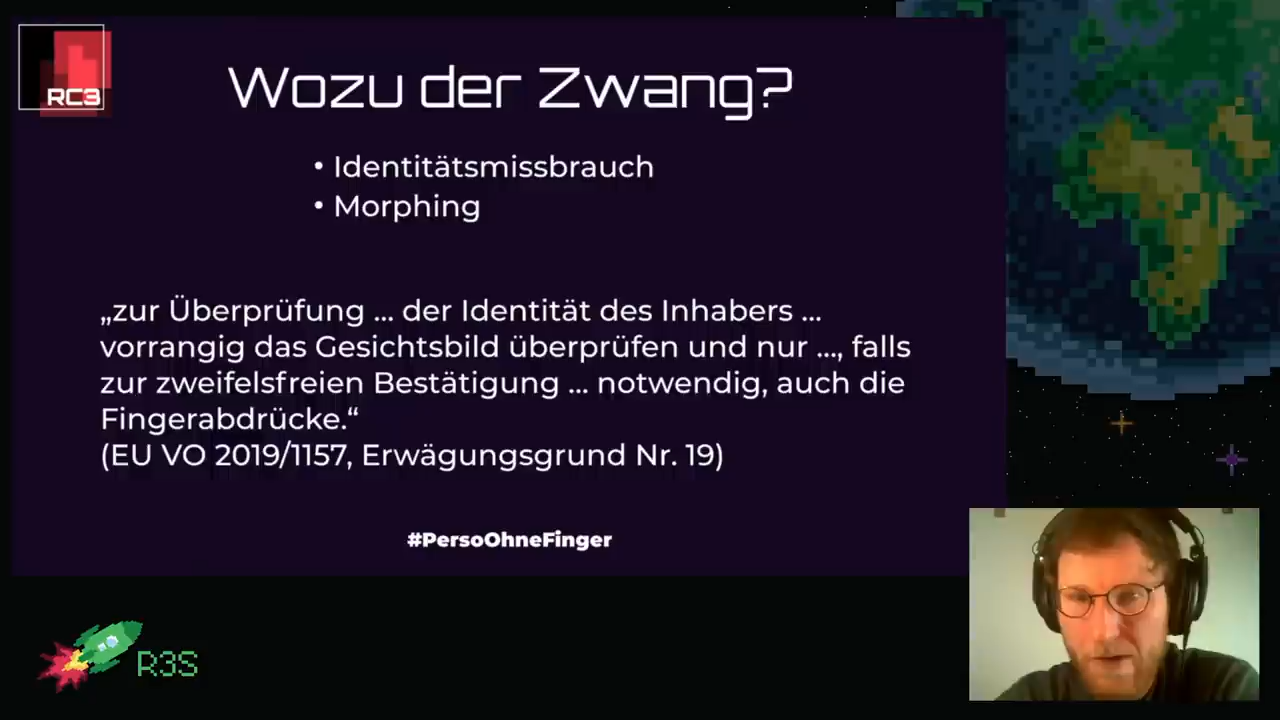 RC3
Wozu der Zwang?
• Identitätsmissbrauch
• Morphing
„zur Überprüfung ... der Identität des Inhabers ...
vorrangig das Gesichtsbild überprüfen und nur ..., falls
zur zweifelsfreien Bestätigung ... notwendig, auch die
Fingerabdrücke.“
(EU VO 2019/1157, Erwägungsgrund Nr. 19)
#PersoOhneFinger
R3S